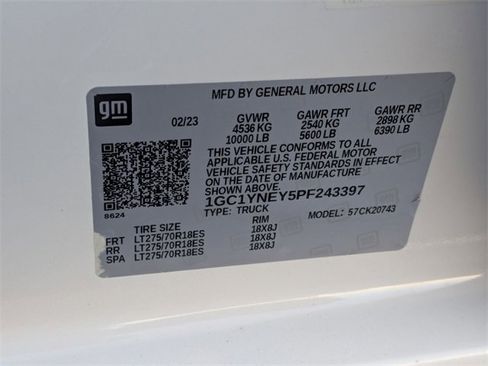 MFD BY GENERAL MOTORS LLC
gm
02/23 GVWR GAWR FRT GAWR RR
4536 KG 2540 KG 2898 KG
10000 LB 5600 LB 6390 LB
THIS VEHICLE CONFORMS TO ALL
APPLICABLE U.S. FEDERAL MOTOR
VEHICLE SAFETY STANDARDS IN EFFECT
ON THE DATE OF MANUFACTURE
SHOWN ABOVE.
1GC1YNEY5PF243397
8624
TYPE: TRUCK MODEL: 57CK20743
TIRE SIZE RIM
FRT LT275/70R18ES 18X8J
RR LT275/70R18ES 18X8J
SPA LT275/70R18ES 18X8J